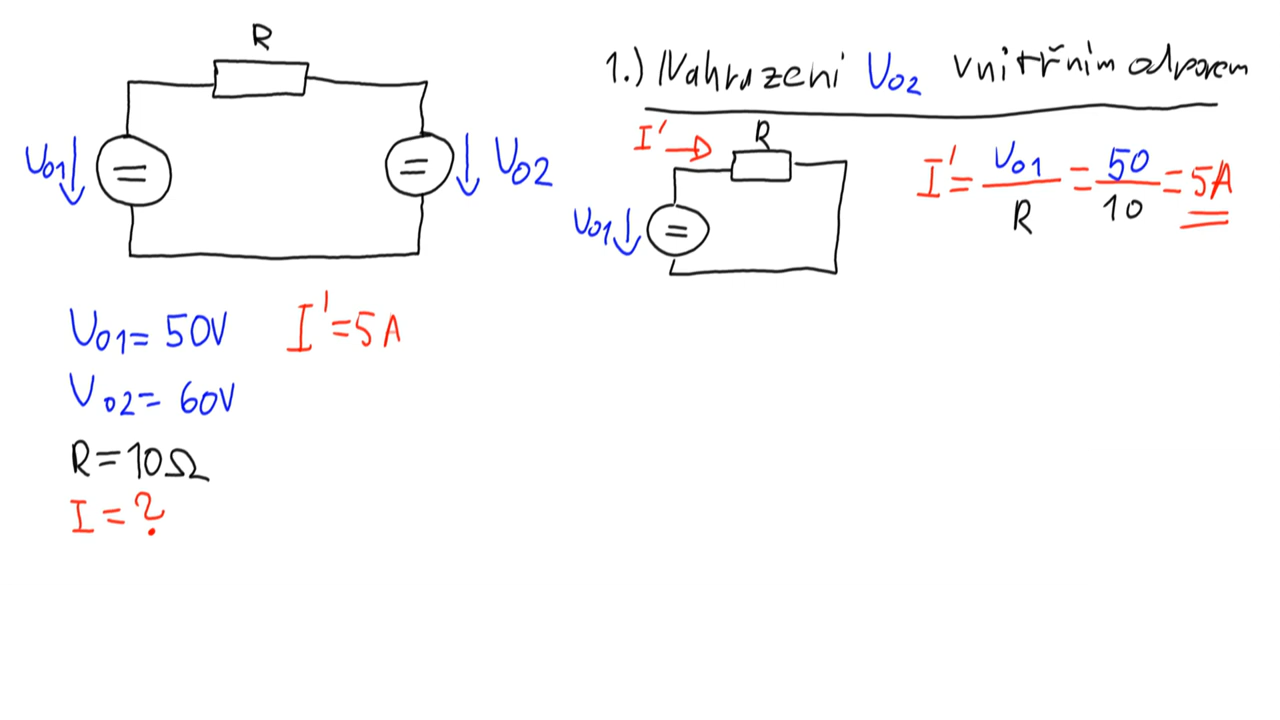 R
U01
U02
U01 = 50V I' = 5A
U02 = 60V
R = 10Ω
I = ?
1.) Nahrazení U02 vnitřním odporem
I'
R
U01
I' = U01 / R = 50 / 10 = 5A